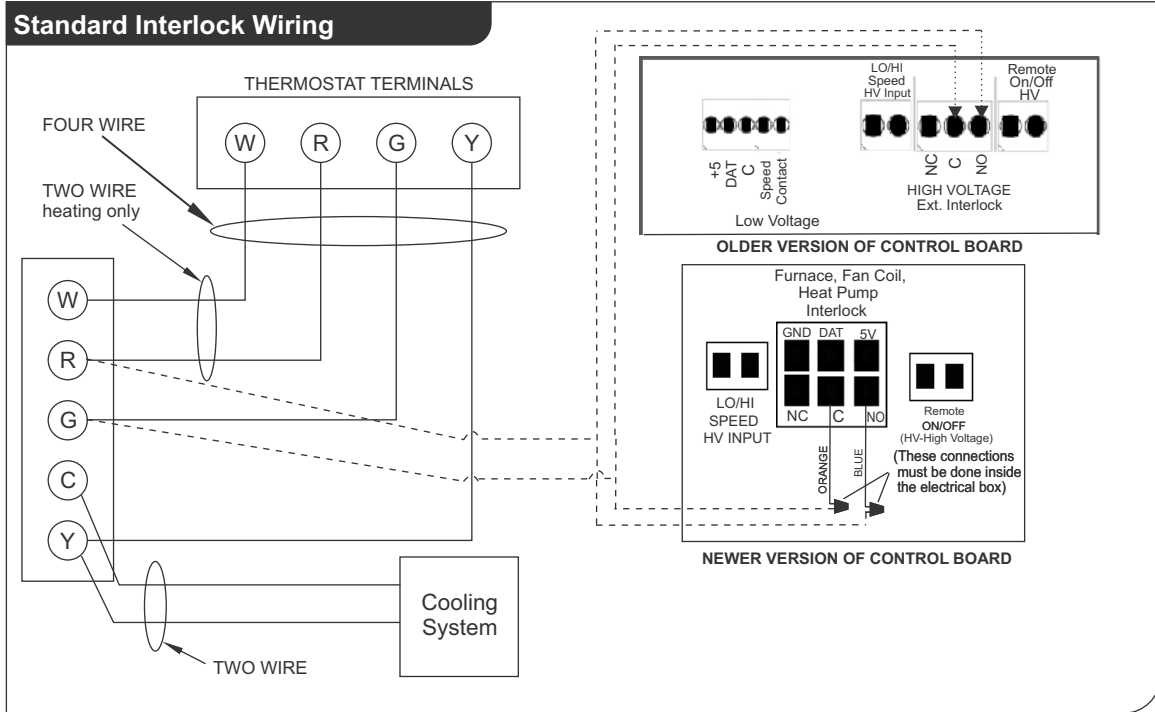 Standard Interlock Wiring
THERMOSTAT TERMINALS
FOUR WIRE
W
R
G
Y
TWO WIRE
heating only
W
R
G
C
Y
Cooling
System
TWO WIRE
LO/HI
Speed
HV Input
Remote
On/Off
HV
+5
DAT
C
Speed
Contact
Low Voltage
NC
C
NO
HIGH VOLTAGE
Ext. Interlock
OLDER VERSION OF CONTROL BOARD
Furnace, Fan Coil,
Heat Pump
Interlock
GND DAT 5V
NC C NO
LO/HI
SPEED
HV INPUT
Remote
ON/OFF
(HV-High Voltage)
(These connections
must be done inside
the electrical box)
ORANGE
BLUE
NEWER VERSION OF CONTROL BOARD